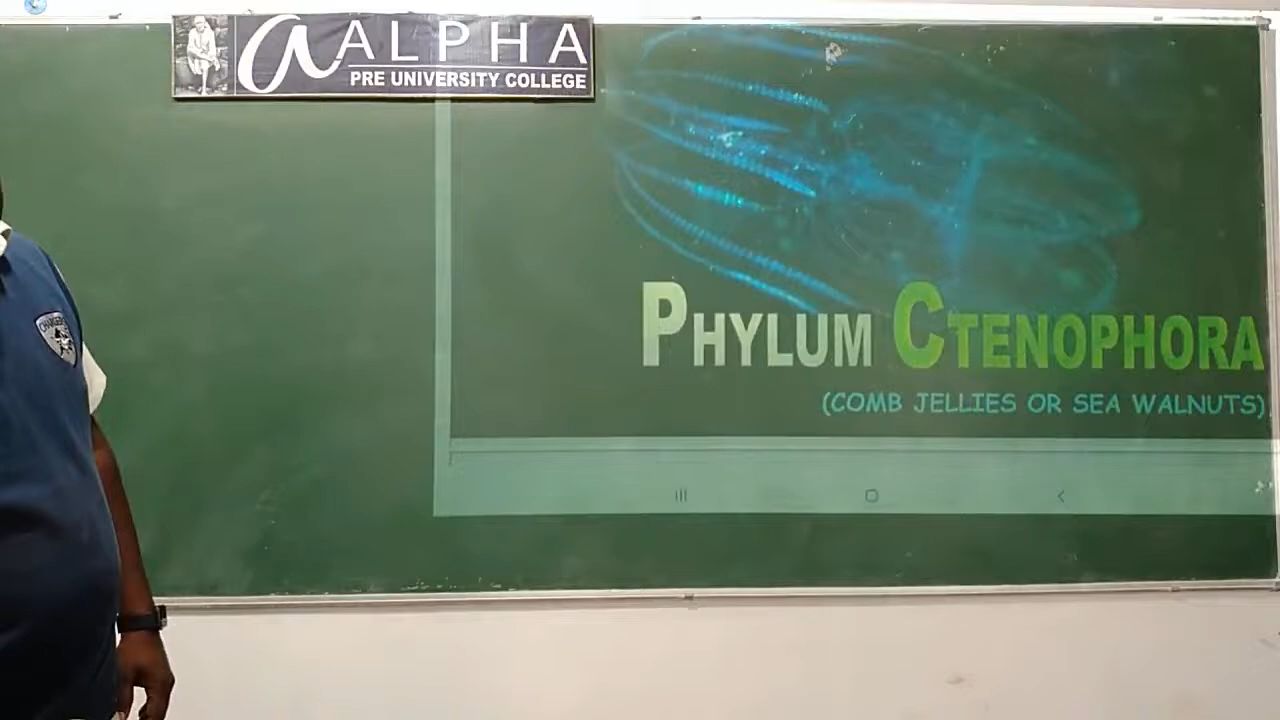 ALPHA
PRE UNIVERSITY COLLEGE
PHYLUM CTENOPHORA
(COMB JELLIES OR SEA WALNUTS)